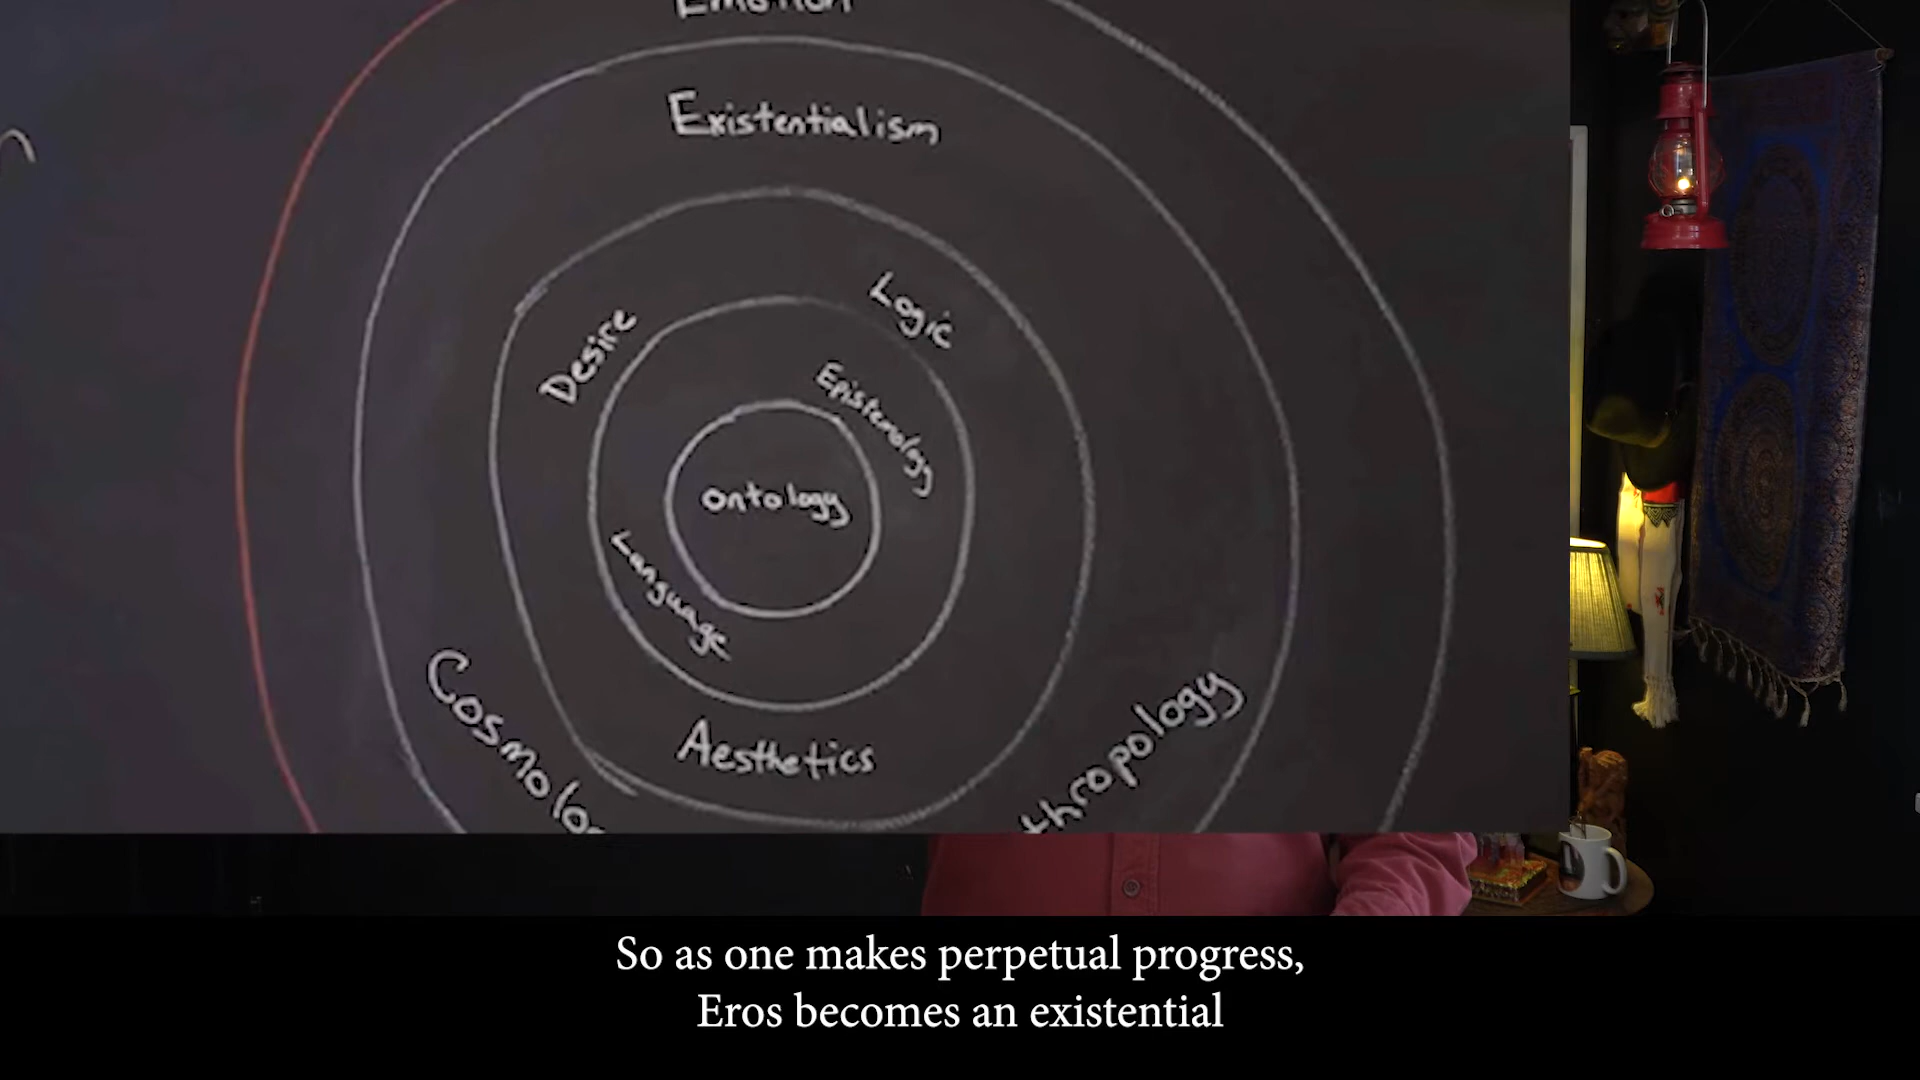 Emotion
Existentialism
Desire
Logic
Epistemology
Ontology
Language
Cosmolo
Aesthetics
thropology
So as one makes perpetual progress,
Eros becomes an existential